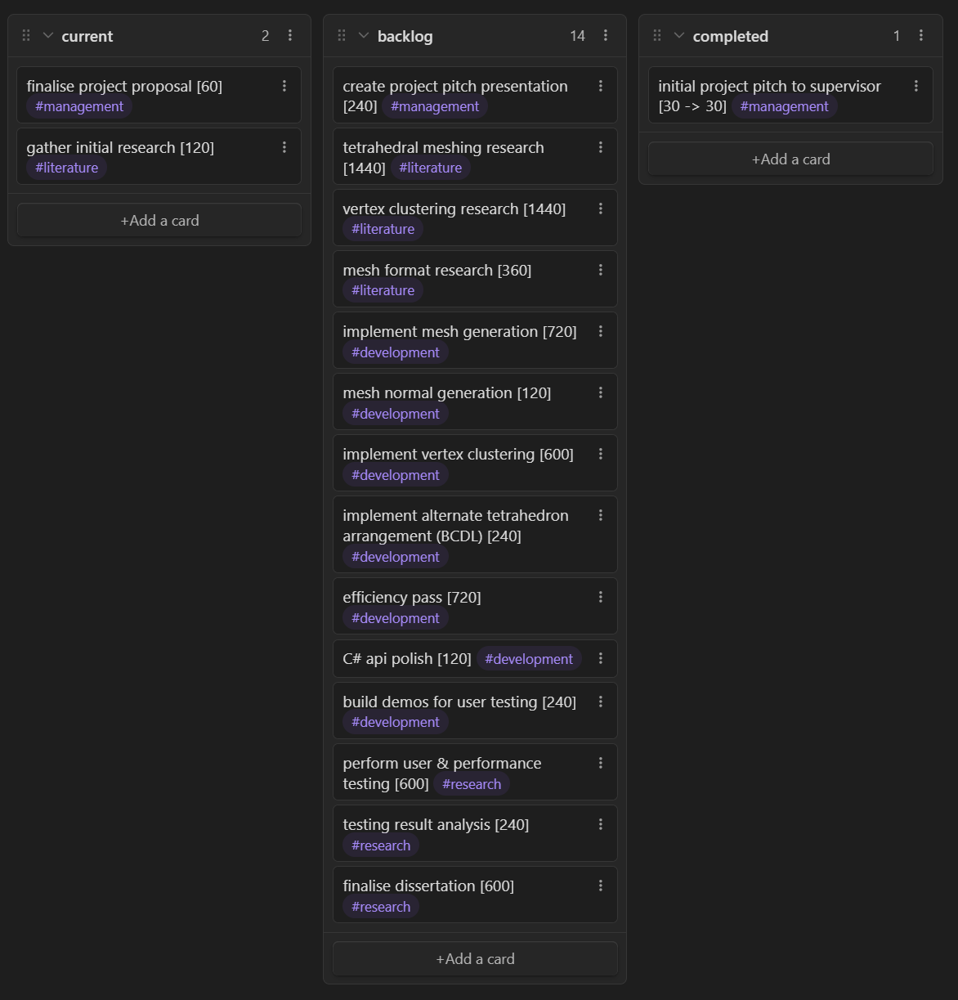 current 2
finalise project proposal [60]
#management
gather initial research [120]
#literature
+Add a card
backlog 14
create project pitch presentation
[240] #management
tetrahedral meshing research
[1440] #literature
vertex clustering research [1440]
#literature
mesh format research [360]
#literature
implement mesh generation [720]
#development
mesh normal generation [120]
#development
implement vertex clustering [600]
#development
implement alternate tetrahedron
arrangement (BCDL) [240]
#development
efficiency pass [720]
#development
C# api polish [120] #development
build demos for user testing [240]
#development
perform user & performance
testing [600] #research
testing result analysis [240]
#research
finalise dissertation [600]
#research
+Add a card
completed 1
initial project pitch to supervisor
[30 -> 30] #management
+Add a card